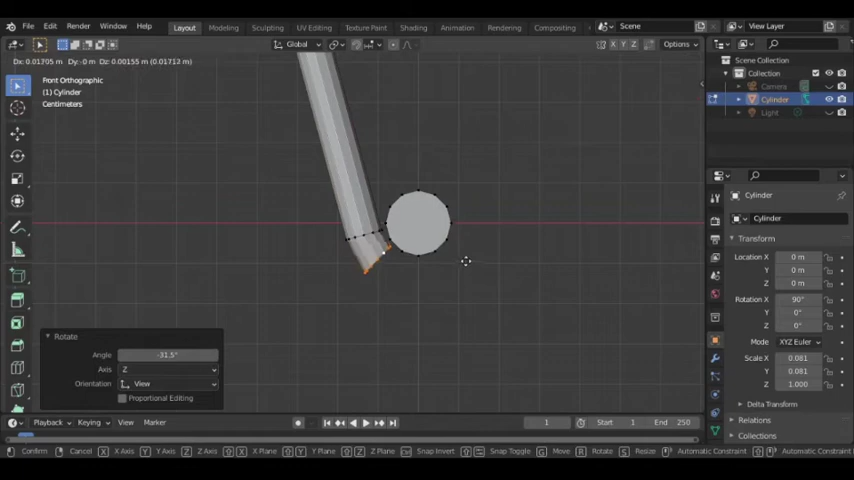 File Edit Render Window Help
Layout Modeling Sculpting UV Editing Texture Paint Shading Animation Rendering Compositing
Scene
View Layer
Global
X Y Z
Options
Dx: 0.01705 m Dy: -0 m Dz: 0.00155 m (0.01713 m)
Front Orthographic
(1) Cylinder
Centimeters
Scene Collection
Collection
Camera
Cylinder
Light
Cylinder
Cylinder
Transform
Location X 0 m
Y 0 m
Z 0 m
Rotation X 90°
Y 0°
Z 0°
Mode XYZ Euler
Scale X 0.081
Y 0.081
Z 1.000
Delta Transform
Relations
Collections
Rotate
Angle -31.5°
Axis Z
Orientation View
Proportional Editing
Playback Keying View Marker
1
Start 1
End 250
Confirm Cancel X X Axis Y Y Axis Z Z Axis X X Plane Y Y Plane Z Z Plane Snap Invert Snap Toggle G Move R Rotate S Resize Automatic Constraint Automatic Constraint